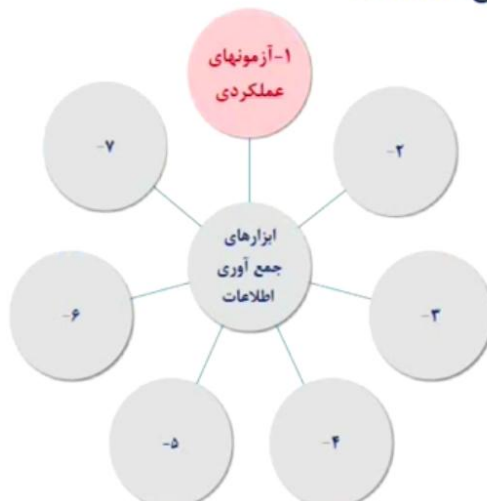 ۱-آزمونهای
عملکردی
۲-
۳-
۴-
۵-
۶-
۷-
ابزارهای
جمع آوری
اطلاعات